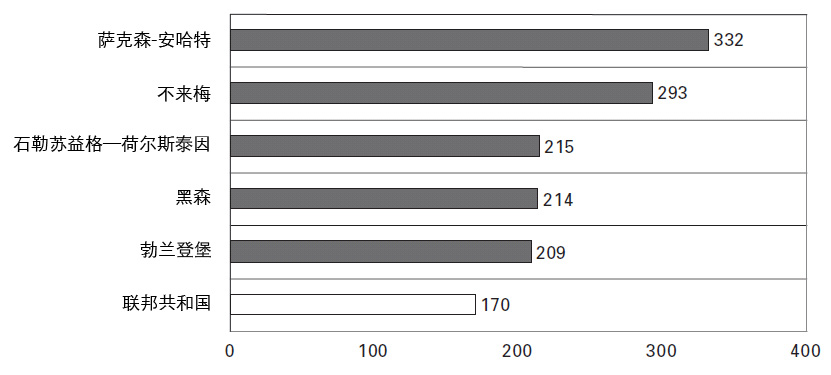 萨克森-安哈特
332
不来梅
293
石勒苏益格—荷尔斯泰因
215
黑森
214
勃兰登堡
209
联邦共和国
170
0 100 200 300 400